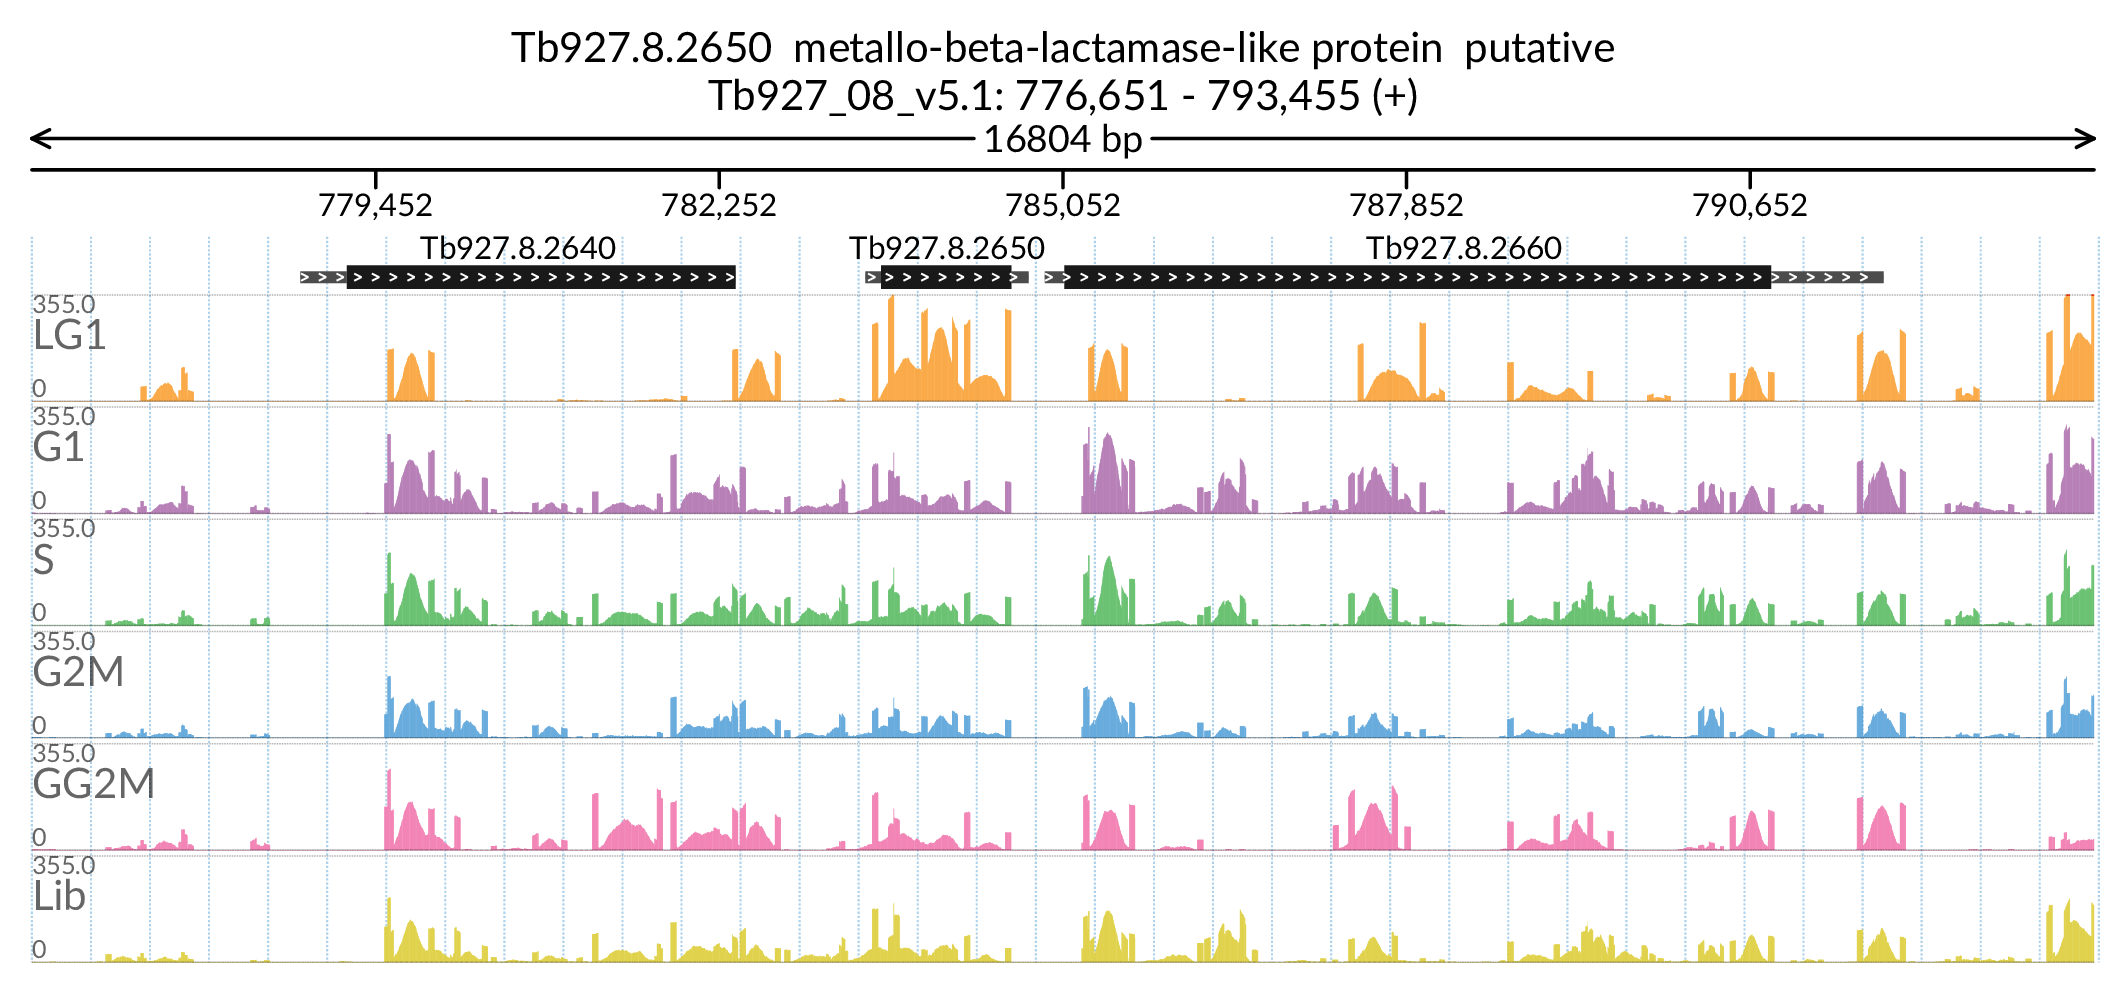 Tb927.8.2650 metallo-beta-lactamase-like protein putative
Tb927_08_v5.1: 776,651 - 793,455 (+)
16804 bp
779,452 782,252 785,052 787,852 790,652
Tb927.8.2640 Tb927.8.2650 Tb927.8.2660
355.0
LG1
0
355.0
G1
0
355.0
S
0
355.0
G2M
0
355.0
GG2M
0
355.0
Lib
0